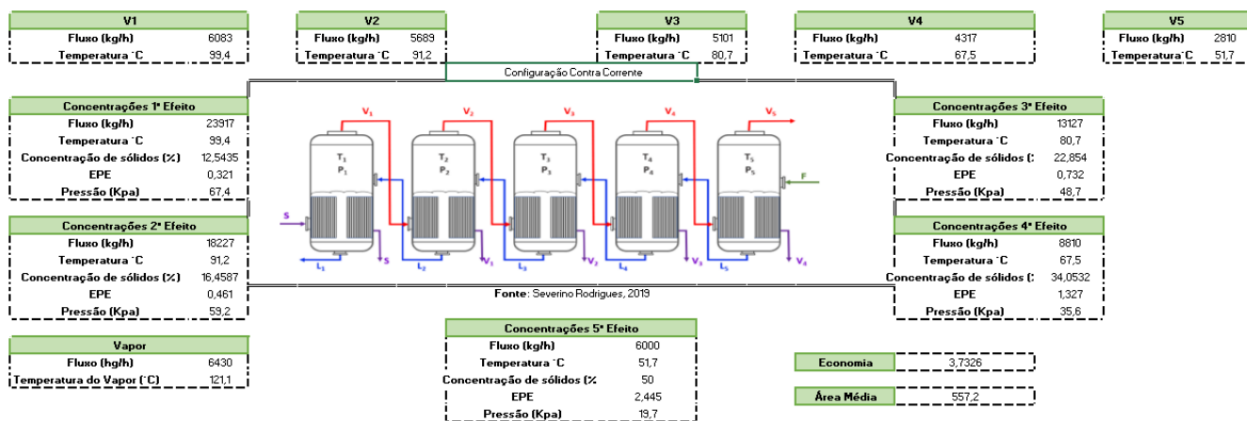 V1
Fluxo (kg/h) 6083
Temperatura °C 99,4
V2
Fluxo (kg/h) 5689
Temperatura °C 91,2
V3
Fluxo (kg/h) 5101
Temperatura °C 80,7
V4
Fluxo (kg/h) 4317
Temperatura °C 67,5
V5
Fluxo (kg/h) 2810
Temperatura °C 51,7
Configuração Contra Corrente
Concentrações 1ª Efeito
Fluxo (kg/h) 23917
Temperatura °C 99,4
Concentração de sólidos (%) 12,5435
EPE 0,321
Pressão (Kpa) 67,4
Concentrações 2ª Efeito
Fluxo (kg/h) 18227
Temperatura °C 91,2
Concentração de sólidos (%) 16,4587
EPE 0,461
Pressão (Kpa) 59,2
V1 V2 V3 V4 V5
T1 T2 T3 T4 T5
P1 P2 P3 P4 P5
F
S
L1 S L2 V1 L3 V2 L4 V3 L5 V4
Fonte: Severino Rodrigues, 2019
Concentrações 3ª Efeito
Fluxo (kg/h) 13127
Temperatura °C 80,7
Concentração de sólidos (% 22,854
EPE 0,732
Pressão (Kpa) 48,7
Concentrações 4ª Efeito
Fluxo (kg/h) 8810
Temperatura °C 67,5
Concentração de sólidos (% 34,0532
EPE 1,327
Pressão (Kpa) 35,6
Vapor
Fluxo (hg/h) 6430
Temperatura do Vapor (°C) 121,1
Concentrações 5ª Efeito
Fluxo (kg/h) 6000
Temperatura °C 51,7
Concentração de sólidos (% 50
EPE 2,445
Pressão (Kpa) 19,7
Economia 3,7326
Área Média 557,2